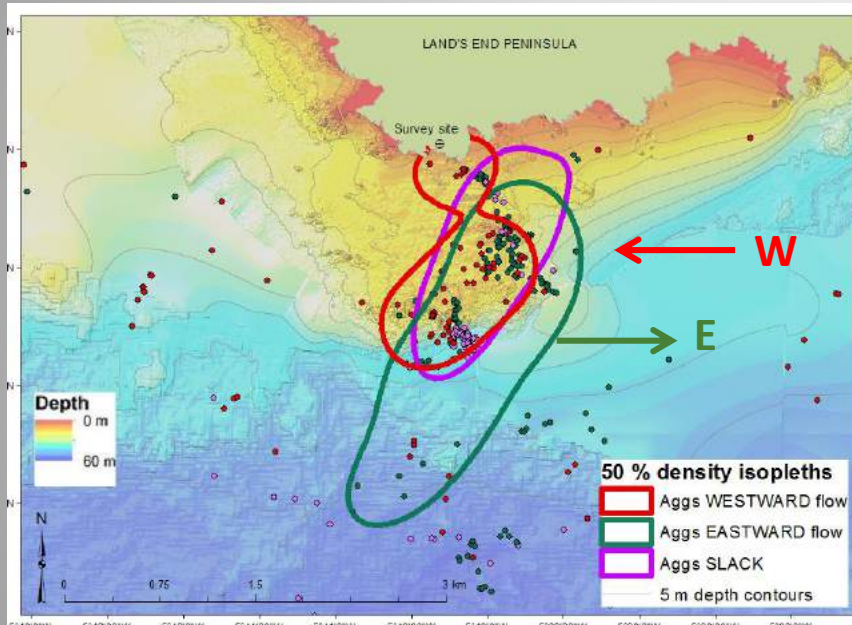 LAND'S END PENINSULA
Survey site
W
E
Depth
0 m
60 m
50 % density isopleths
Aggs WESTWARD flow
Aggs EASTWARD flow
Aggs SLACK
5 m depth contours
N
0
0.75
1.5
3 km